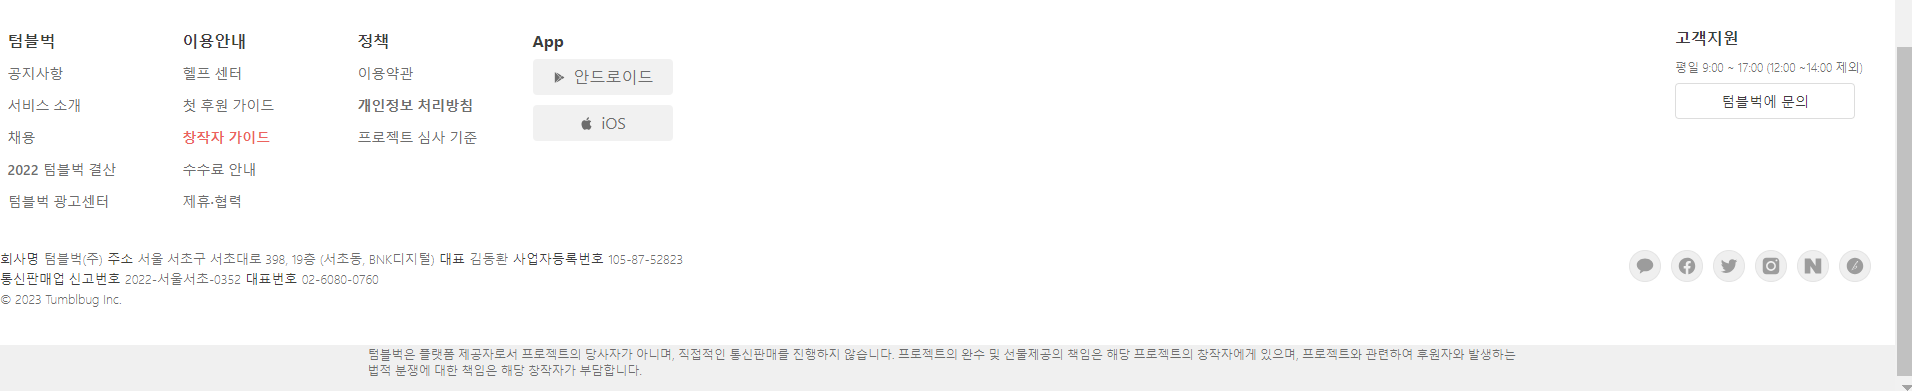 텀블벅
공지사항
서비스 소개
채용
2022 텀블벅 결산
텀블벅 광고센터
이용안내
헬프 센터
첫 후원 가이드
창작자 가이드
수수료 안내
제휴·협력
정책
이용약관
개인정보 처리방침
프로젝트 심사 기준
App
안드로이드
iOS
고객지원
평일 9:00 ~ 17:00 (12:00 ~14:00 제외)
텀블벅에 문의
회사명 텀블벅(주) 주소 서울 서초구 서초대로 398, 19층 (서초동, BNK디지털) 대표 김동환 사업자등록번호 105-87-52823
통신판매업 신고번호 2022-서울서초-0352 대표번호 02-6080-0760
© 2023 Tumblbug Inc.
텀블벅은 플랫폼 제공자로서 프로젝트의 당사자가 아니며, 직접적인 통신판매를 진행하지 않습니다. 프로젝트의 완수 및 선물제공의 책임은 해당 프로젝트의 창작자에게 있으며, 프로젝트와 관련하여 후원자와 발생하는
법적 분쟁에 대한 책임은 해당 창작자가 부담합니다.